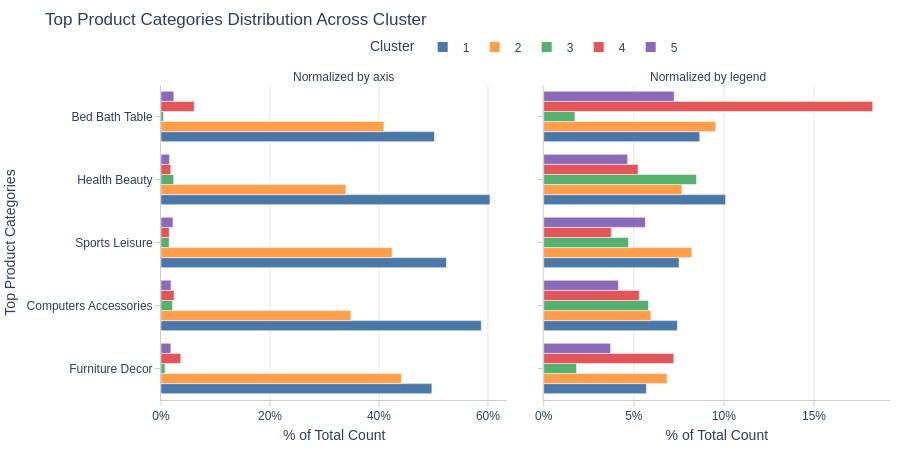 Top Product Categories Distribution Across Cluster
Cluster 1 2 3 4 5
Normalized by axis Normalized by legend
Top Product Categories
Bed Bath Table
Health Beauty
Sports Leisure
Computers Accessories
Furniture Decor
0% 20% 40% 60% 0% 5% 10% 15%
% of Total Count % of Total Count